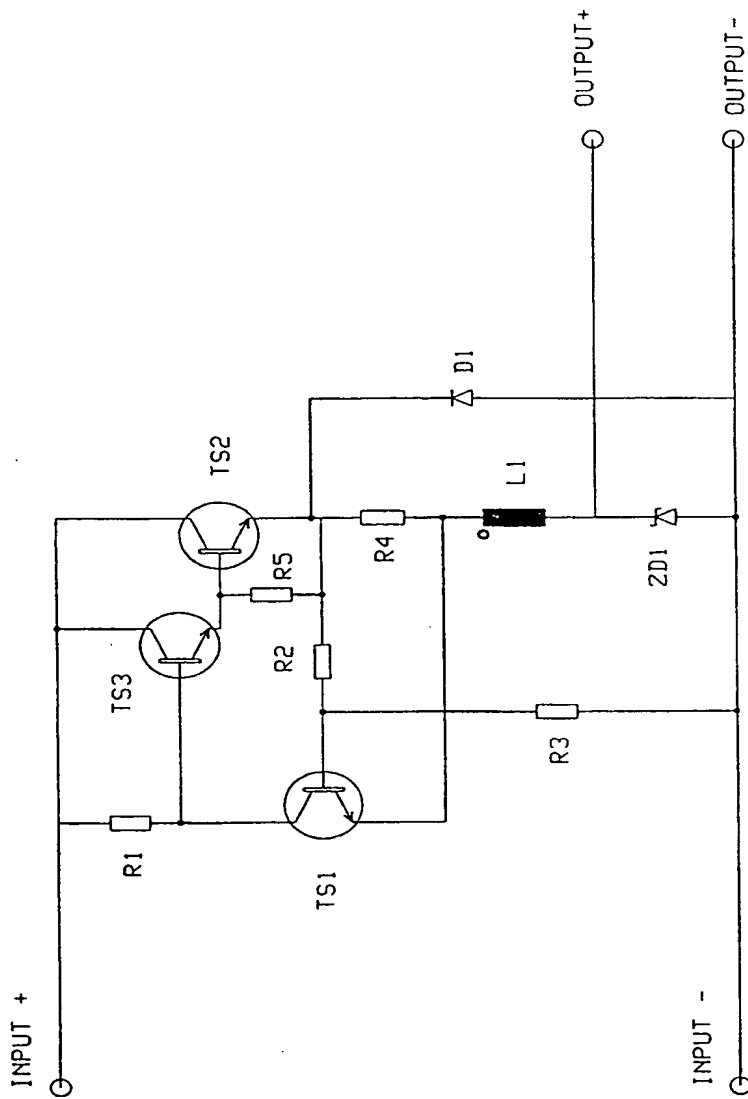 INPUT +
INPUT -
R1
TS1
TS3
R2
R5
TS2
R3
R4
L1
ZD1
D1
OUTPUT+
OUTPUT-